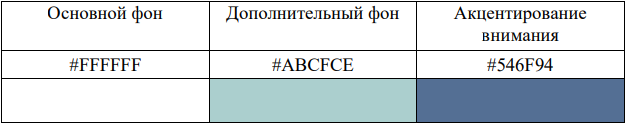 Основной фон Дополнительный фон Акцентирование
внимания
#FFFFFF #ABCFCE #546F94